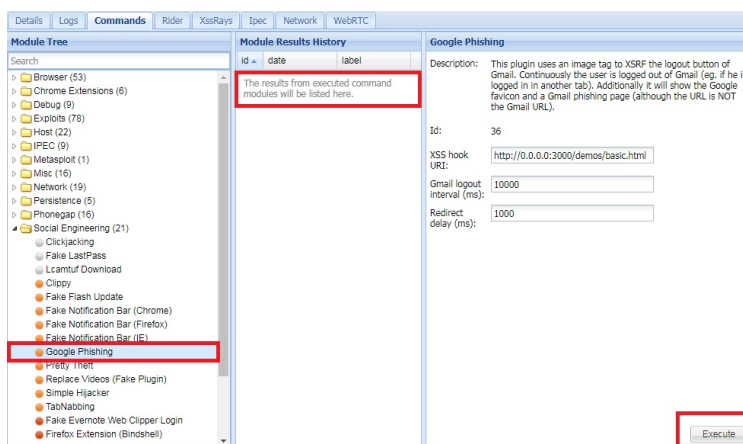 Details Logs Commands Rider XssRays Ipec Network WebRTC
Module Tree
Search
Browser (53)
Chrome Extensions (6)
Debug (9)
Exploits (78)
Host (22)
IPEC (9)
Metasploit (1)
Misc (16)
Network (19)
Persistence (5)
Phonegap (16)
Social Engineering (21)
Clickjacking
Fake LastPass
Lcamtuf Download
Clippy
Fake Flash Update
Fake Notification Bar (Chrome)
Fake Notification Bar (Firefox)
Fake Notification Bar (IE)
Google Phishing
Pretty Theft
Replace Videos (Fake Plugin)
Simple Hijacker
TabNabbing
Fake Evernote Web Clipper Login
Firefox Extension (Bindshell)
Module Results History
id date label
The results from executed command
modules will be listed here.
Google Phishing
Description: This plugin uses an image tag to XSRF the logout button of
Gmail. Continuously the user is logged out of Gmail (eg. if he i
logged in in another tab). Additionally it will show the Google
favicon and a Gmail phishing page (although the URL is NOT
the Gmail URL).
Id: 36
XSS hook
URI: http://0.0.0.0:3000/demos/basic.html
Gmail logout
interval (ms): 10000
Redirect
delay (ms): 1000
Execute